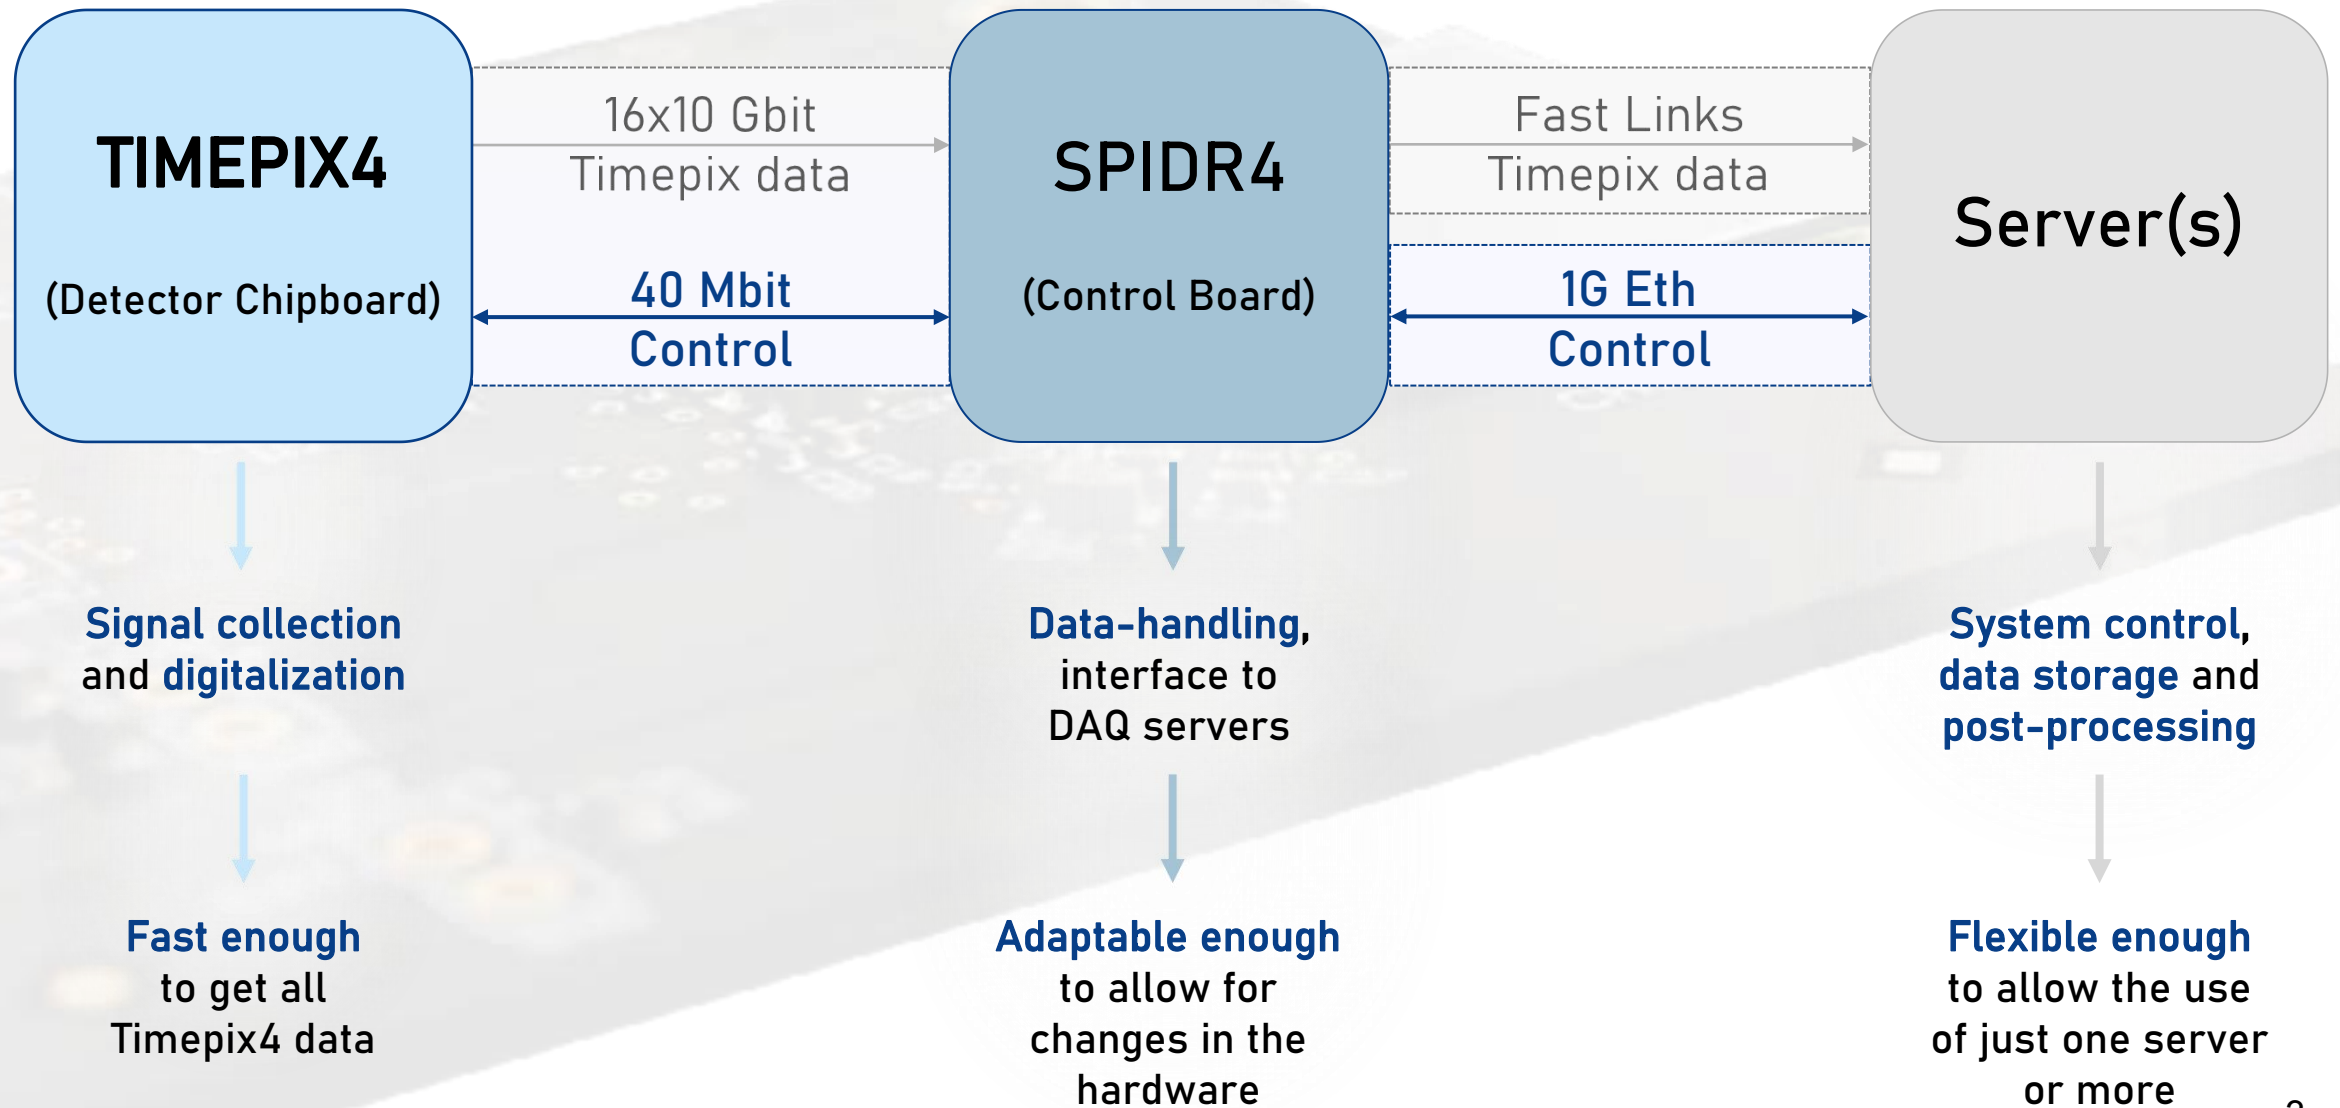 TIMEPIX4
(Detector Chipboard)
16x10 Gbit
Timepix data
40 Mbit
Control
SPIDR4
(Control Board)
Fast Links
Timepix data
1G Eth
Control
Server(s)
Signal collection
and digitalization
Fast enough
to get all
Timepix4 data
Data-handling,
interface to
DAQ servers
Adaptable enough
to allow for
changes in the
hardware
System control,
data storage and
post-processing
Flexible enough
to allow the use
of just one server
or more